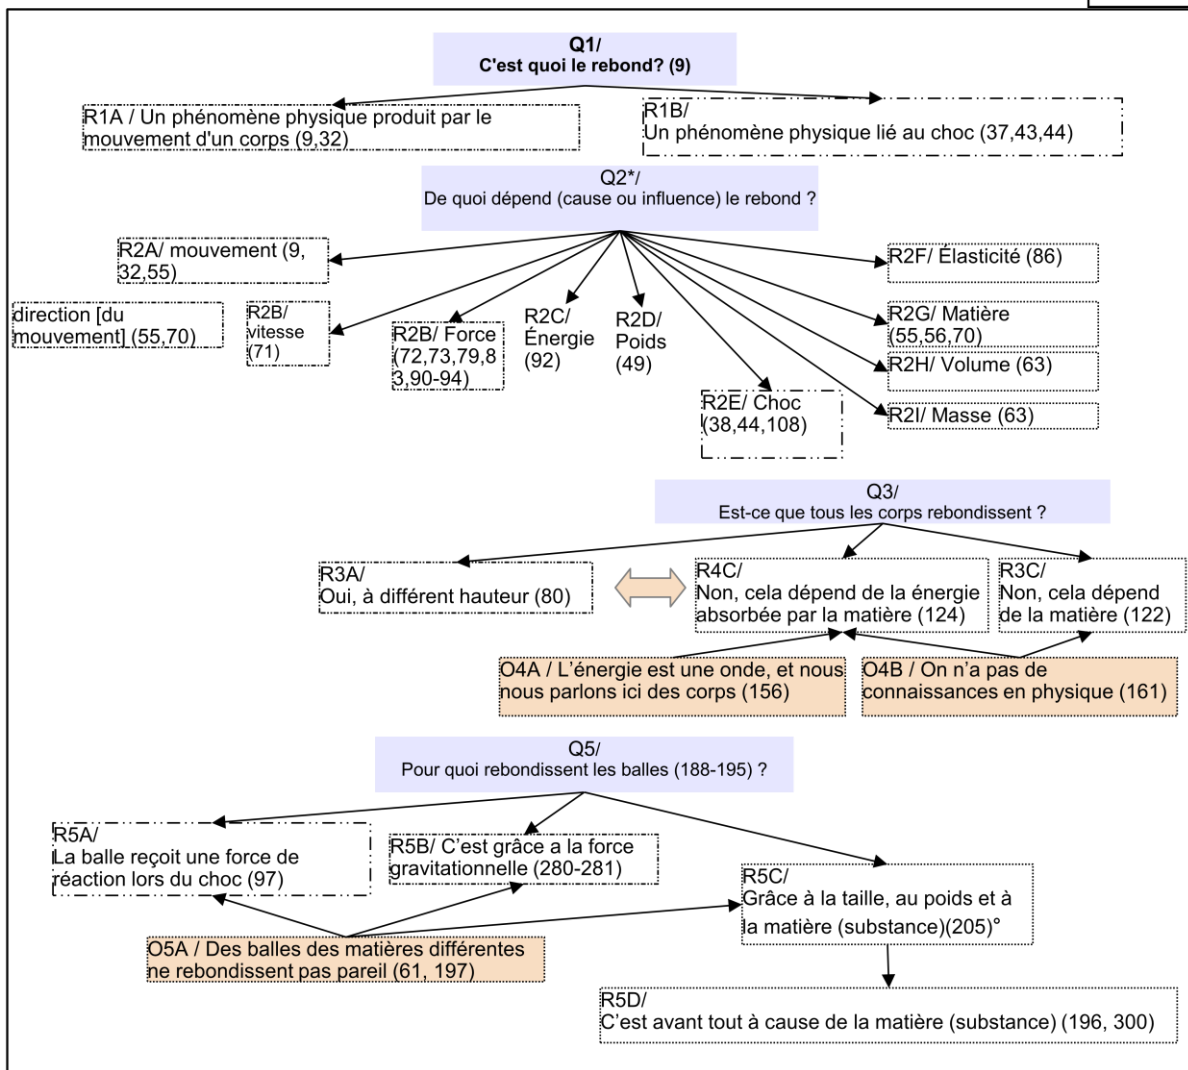 Q1/
C'est quoi le rebond? (9)
R1A / Un phénomène physique produit par le
mouvement d'un corps (9,32)
R1B/
Un phénomène physique lié au choc (37,43,44)
Q2*/
De quoi dépend (cause ou influence) le rebond ?
R2A/ mouvement (9,
32,55)
direction [du
mouvement] (55,70)
R2B/
vitesse
(71)
R2B/ Force
(72,73,79,8
3,90-94)
R2C/
Énergie
(92)
R2D/
Poids
(49)
R2E/ Choc
(38,44,108)
R2F/ Élasticité (86)
R2G/ Matière
(55,56,70)
R2H/ Volume (63)
R2I/ Masse (63)
Q3/
Est-ce que tous les corps rebondissent ?
R3A/
Oui, à différent hauteur (80)
R4C/
Non, cela dépend de la énergie
absorbée par la matière (124)
R3C/
Non, cela dépend
de la matière (122)
O4A / L'énergie est une onde, et nous
nous parlons ici des corps (156)
O4B / On n'a pas de
connaissances en physique (161)
Q5/
Pour quoi rebondissent les balles (188-195) ?
R5A/
La balle reçoit une force de
réaction lors du choc (97)
R5B/ C'est grâce a la force
gravitationnelle (280-281)
R5C/
Grâce à la taille, au poids et à
la matière (substance)(205)°
O5A / Des balles des matières différentes
ne rebondissent pas pareil (61, 197)
R5D/
C'est avant tout à cause de la matière (substance) (196, 300)